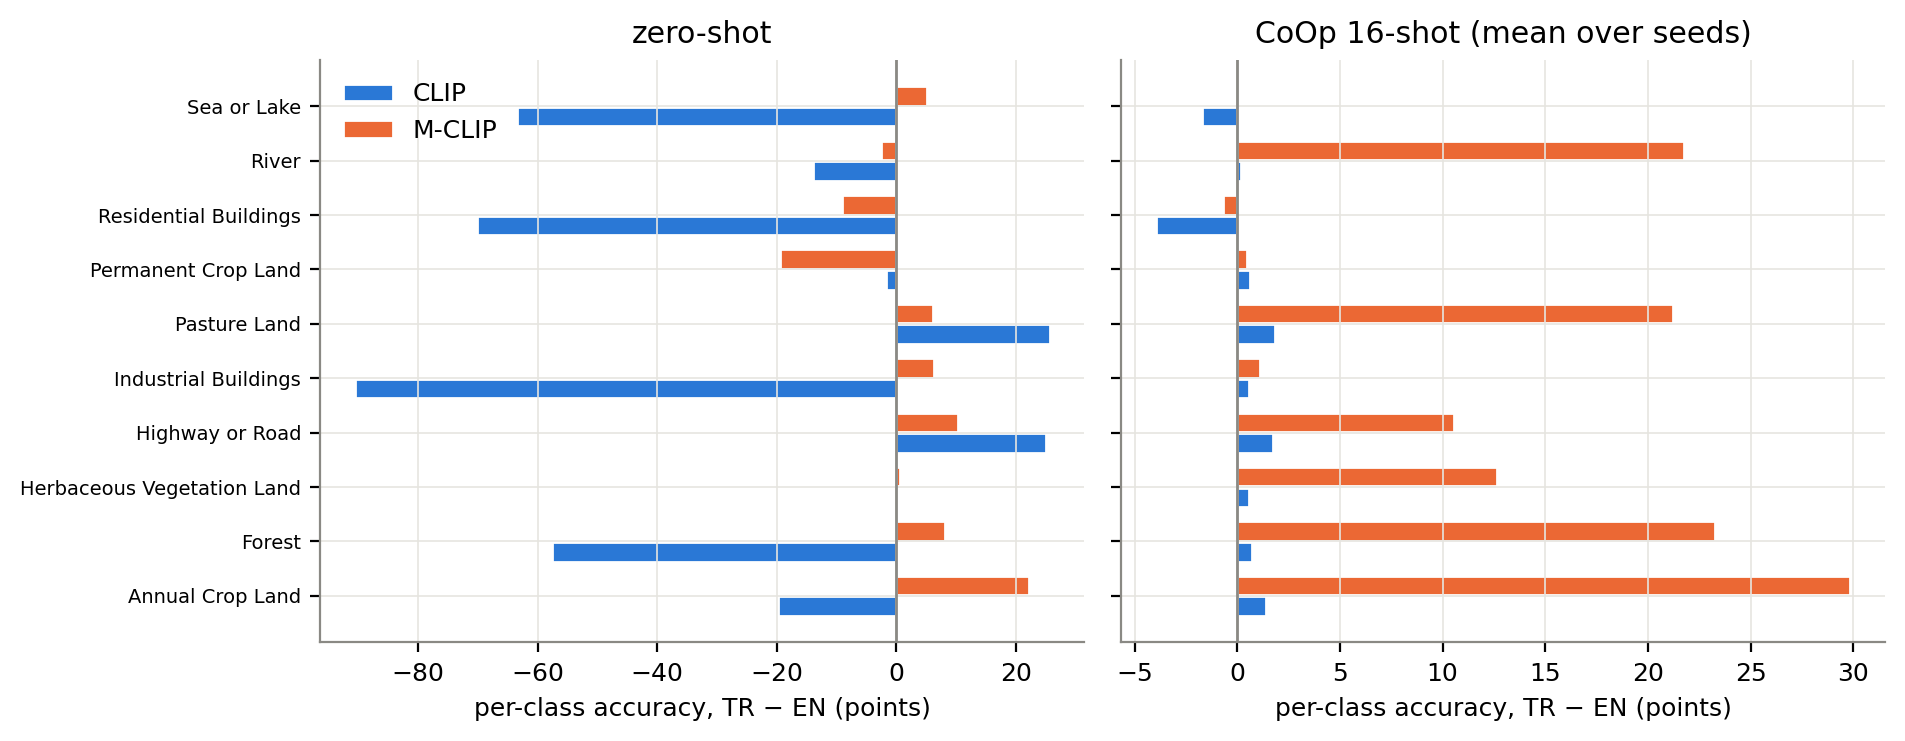 zero-shot
CLIP
M-CLIP
Sea or Lake
River
Residential Buildings
Permanent Crop Land
Pasture Land
Industrial Buildings
Highway or Road
Herbaceous Vegetation Land
Forest
Annual Crop Land
−80 −60 −40 −20 0 20
per-class accuracy, TR − EN (points)
CoOp 16-shot (mean over seeds)
−5 0 5 10 15 20 25 30
per-class accuracy, TR − EN (points)